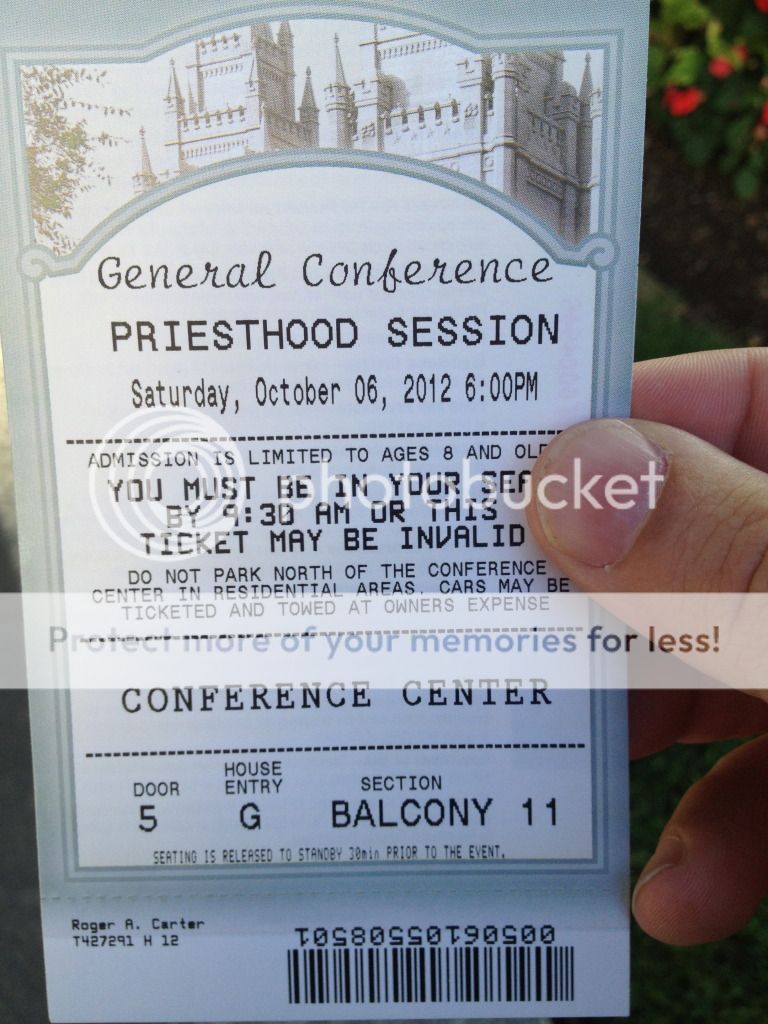 General Conference
PRIESTHOOD SESSION
Saturday, October 06, 2012 6:00PM
ADMISSION IS LIMITED TO AGES 8 AND
YOU MUST BE IN YOUR
photobucket
BY 9:30 AM OR THIS
TICKET MAY BE INVALID
DO NOT PARK NORTH OF THE CONFERENCE
CENTER IN RESIDENTIAL AREAS. CARS MAY BE
TICKETED AND TOWED AT OWNERS EXPENSE
Protect more of your memories for less!
CONFERENCE CENTER
DOOR HOUSE ENTRY SECTION
5 G BALCONY 11
SEATING IS RELEASED TO STANDBY 30min PRIOR TO THE EVENT.
Roger A. Carter
T427291 H 12
00506105508501